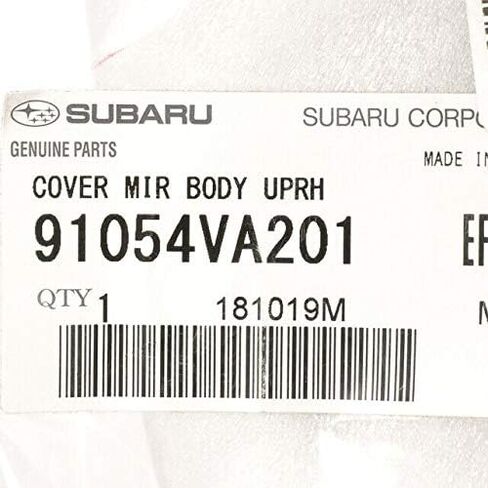 SUBARU
SUBARU CORPO
GENUINE PARTS
MADE IN
COVER MIR BODY UPRH
91054VA201
QTY 1
181019M